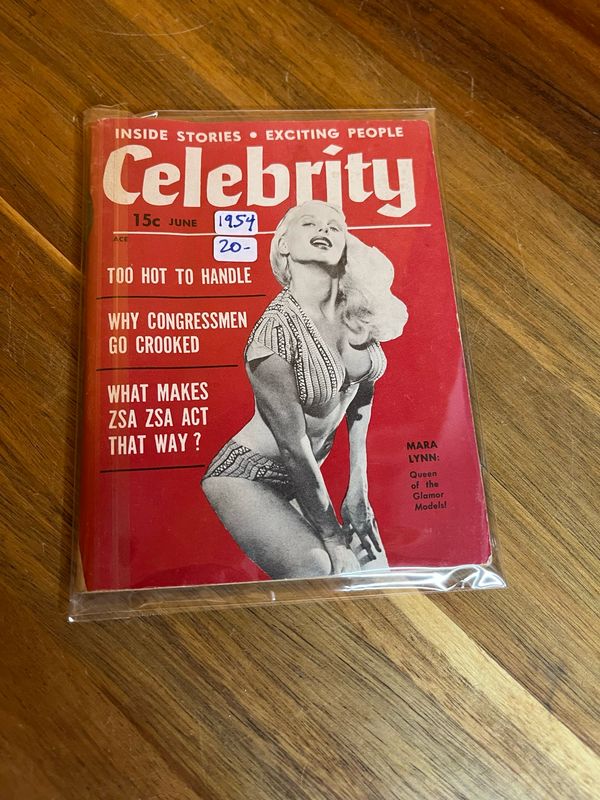 INSIDE STORIES • EXCITING PEOPLE
Celebrity
15c JUNE
1954
20-
ACE
TOO HOT TO HANDLE
WHY CONGRESSMEN
GO CROOKED
WHAT MAKES
ZSA ZSA ACT
THAT WAY?
MARA
LYNN:
Queen
of the
Glamor
Models!